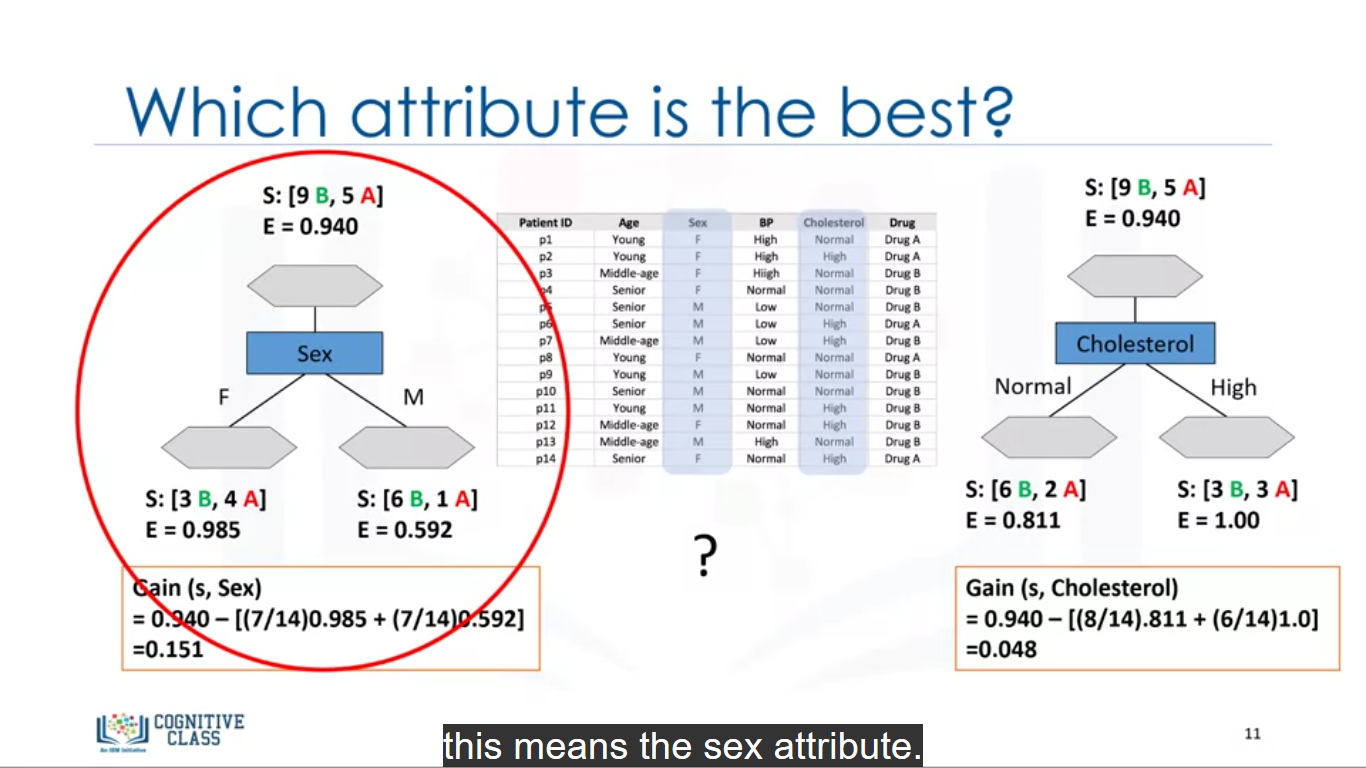 Which attribute is the best?
S: [9 B, 5 A]
E = 0.940
Sex
F
M
S: [3 B, 4 A]
E = 0.985
S: [6 B, 1 A]
E = 0.592
Gain (s, Sex)
= 0.940 – [(7/14)0.985 + (7/14)0.592]
=0.151
Patient ID Age Sex BP Cholesterol Drug
p1 Young F High Normal Drug A
p2 Young F High High Drug A
p3 Middle-age F Hiigh Normal Drug B
p4 Senior F Normal Normal Drug B
p5 Senior M Low Normal Drug B
p6 Senior M Low High Drug A
p7 Middle-age M Low High Drug B
p8 Young F Normal Normal Drug A
p9 Young M Low Normal Drug B
p10 Senior M Normal Normal Drug B
p11 Young M Normal High Drug B
p12 Middle-age F Normal High Drug B
p13 Middle-age M High Normal Drug B
p14 Senior F Normal High Drug A
?
S: [9 B, 5 A]
E = 0.940
Cholesterol
Normal
High
S: [6 B, 2 A]
E = 0.811
S: [3 B, 3 A]
E = 1.00
Gain (s, Cholesterol)
= 0.940 – [(8/14).811 + (6/14)1.0]
=0.048
COGNITIVE
CLASS
An IBM Initiative
this means the sex attribute.
11